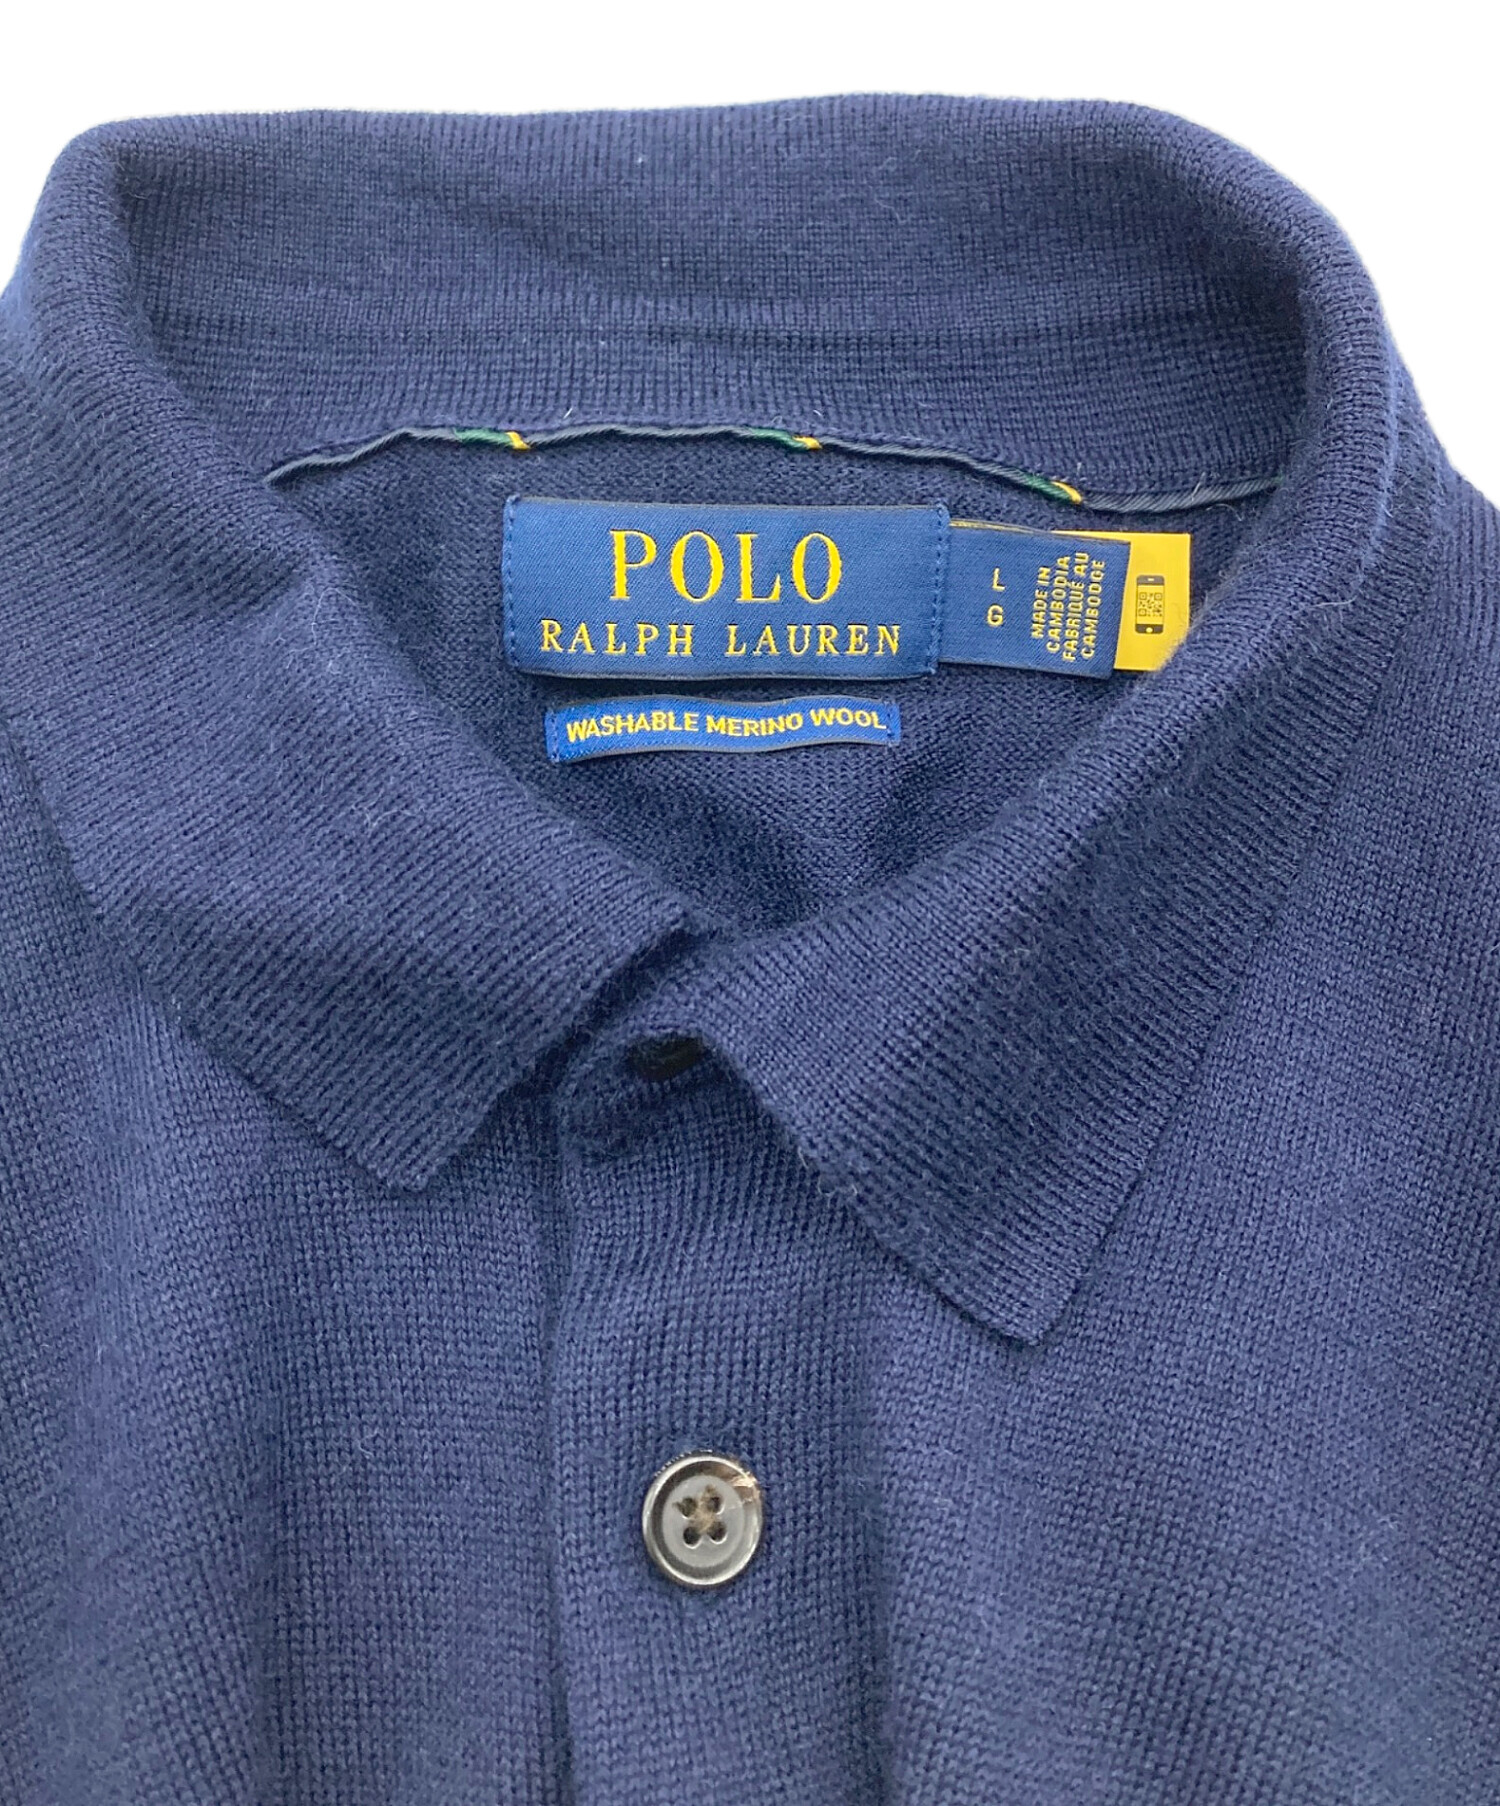 POLO
RALPH LAUREN
WASHABLE MERINO WOOL
L
G
MADE IN
CAMBODIA
FABRIQUÉ AU
CAMBODGE